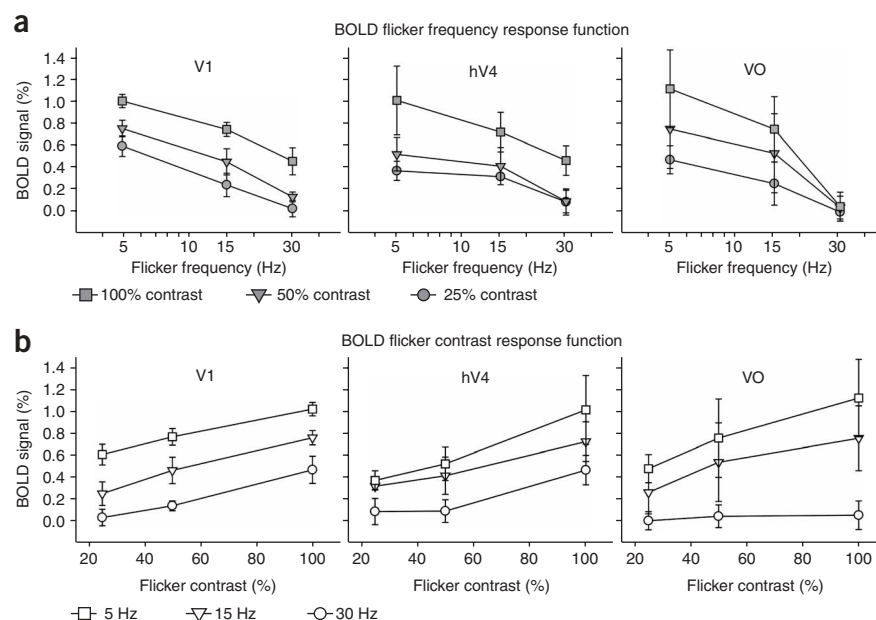 a
BOLD flicker frequency response function
V1
hV4
VO
BOLD signal (%)
1.4
1.2
1.0
0.8
0.6
0.4
0.2
0.0
5 10 15 30
5 10 15 30
5 10 15 30
Flicker frequency (Hz)
Flicker frequency (Hz)
Flicker frequency (Hz)
100% contrast 50% contrast 25% contrast
b
BOLD flicker contrast response function
V1
hV4
VO
BOLD signal (%)
1.4
1.2
1.0
0.8
0.6
0.4
0.2
0.0
20 40 60 80 100
20 40 60 80 100
20 40 60 80 100
Flicker contrast (%)
Flicker contrast (%)
Flicker contrast (%)
5 Hz 15 Hz 30 Hz